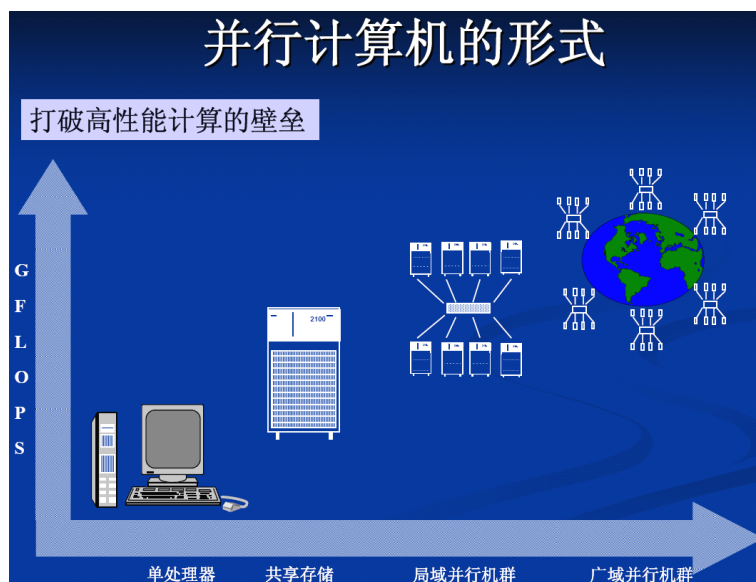 并行计算机的形式
打破高性能计算的壁垒
GFLOPS
2100
单处理器
共享存储
局域并行机群
广域并行机群